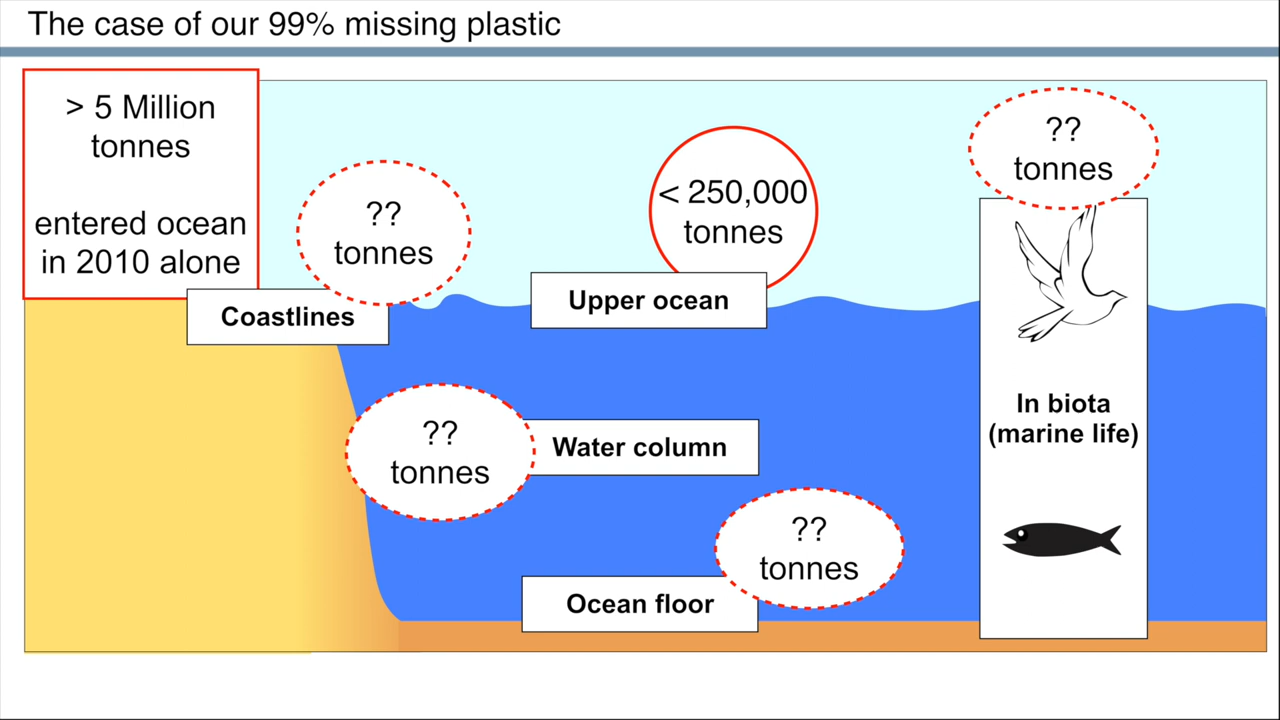 The case of our 99% missing plastic
> 5 Million
tonnes
entered ocean
in 2010 alone
??
tonnes
Coastlines
< 250,000
tonnes
Upper ocean
??
tonnes
In biota
(marine life)
??
tonnes
Water column
??
tonnes
Ocean floor